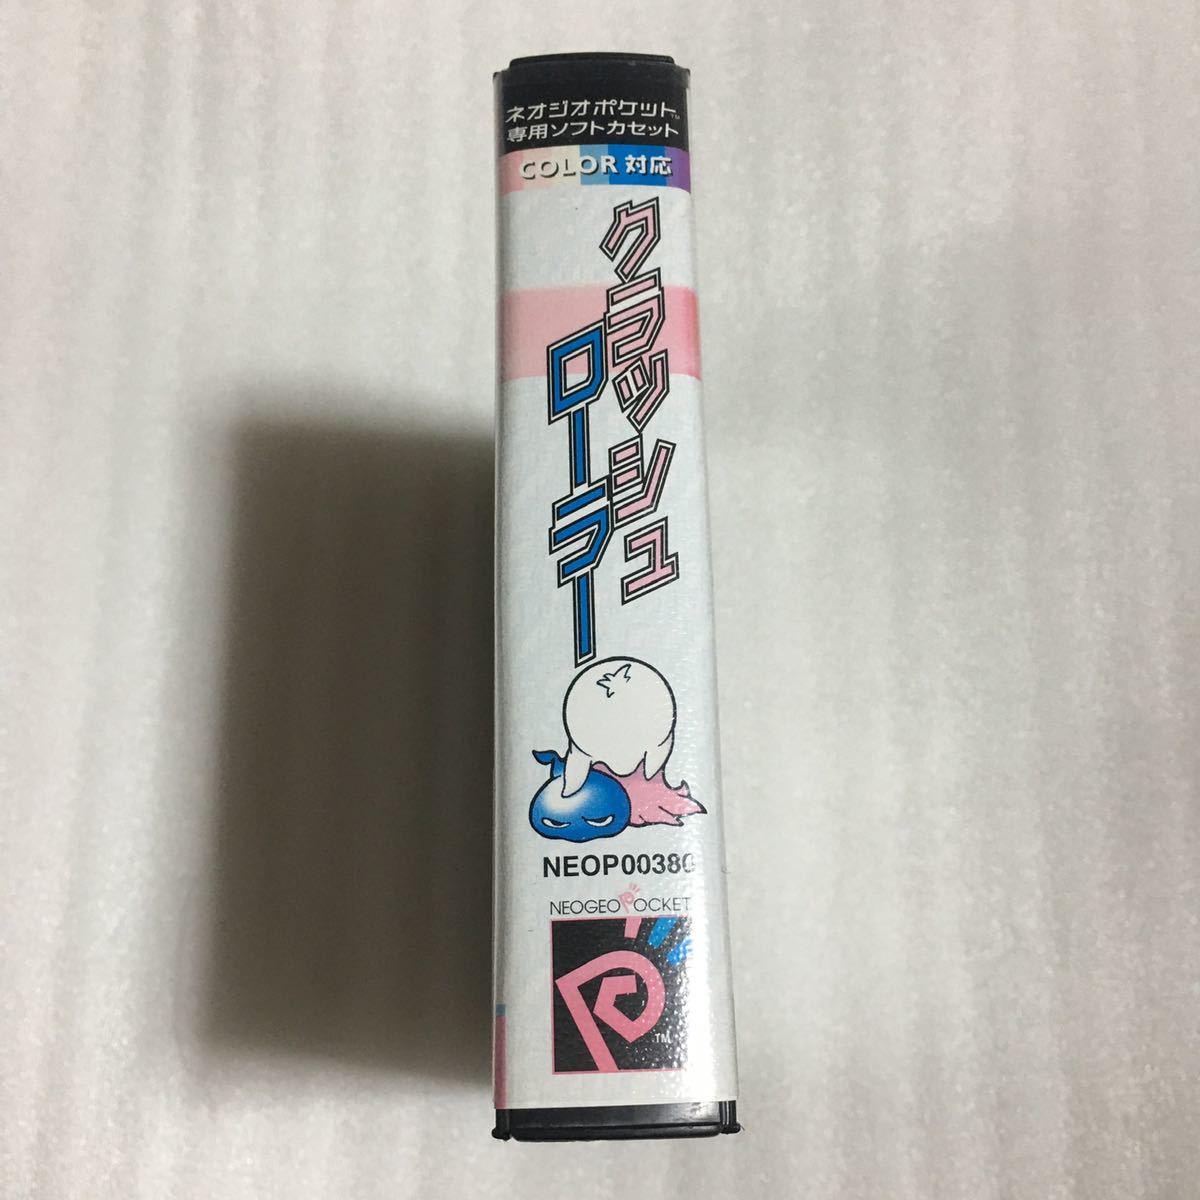 ネオジオポケット™
専用ソフトカセット
COLOR 対応
クラッシュ
ローラー
NEOP00380
NEOGEO POCKET
TM